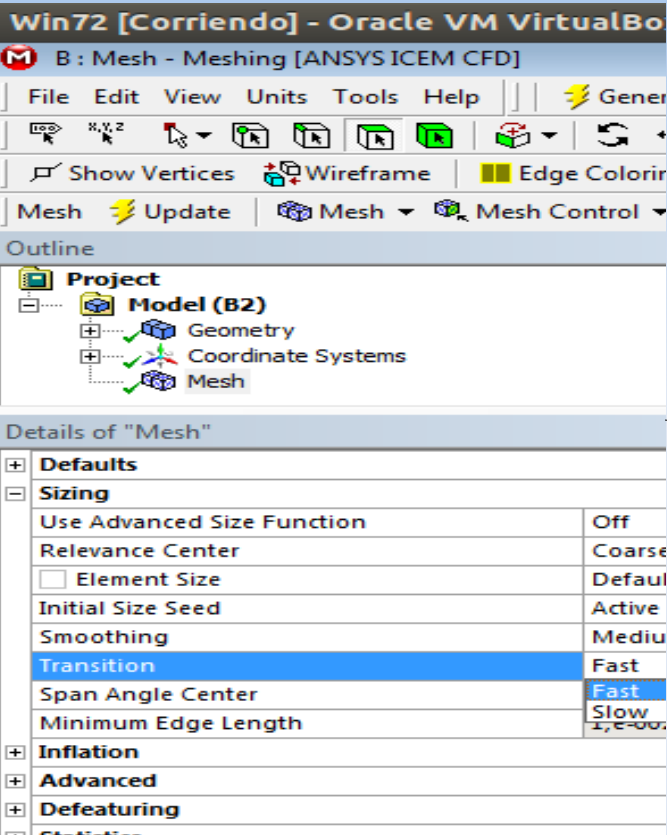 Win72 [Corriendo] - Oracle VM VirtualBo
B : Mesh - Meshing [ANSYS ICEM CFD]
File Edit View Units Tools Help Gener
X,Y,Z
Show Vertices Wireframe Edge Colorin
Mesh Update Mesh Mesh Control
Outline
Project
Model (B2)
Geometry
Coordinate Systems
Mesh
Details of "Mesh"
Defaults
Sizing
Use Advanced Size Function Off
Relevance Center Coarse
Element Size Defaul
Initial Size Seed Active
Smoothing Mediu
Transition Fast
Span Angle Center Fast
Slow
Minimum Edge Length
Inflation
Advanced
Defeaturing
Statistics